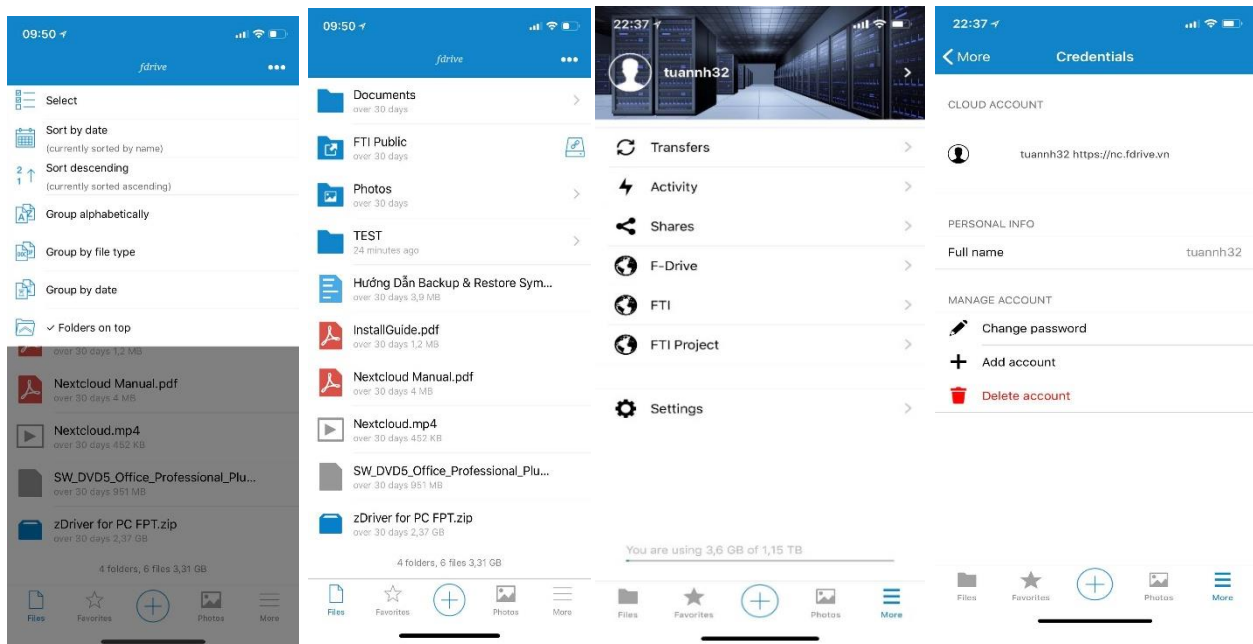 09:50
fdrive
Select
Sort by date
(currently sorted by name)
Sort descending
(currently sorted ascending)
Group alphabetically
Group by file type
Group by date
✓ Folders on top
over 30 days 1,2 MB
Nextcloud Manual.pdf
over 30 days 4 MB
Nextcloud.mp4
over 30 days 452 KB
SW_DVD5_Office_Professional_Plu...
over 30 days 951 MB
zDriver for PC FPT.zip
over 30 days 2,37 GB
4 folders, 6 files 3,31 GB
Files Favorites Photos More
09:50
fdrive
Documents
over 30 days
FTI Public
over 30 days
Photos
over 30 days
TEST
24 minutes ago
Hướng Dẫn Backup & Restore Sym...
over 30 days 3,9 MB
InstallGuide.pdf
over 30 days 1,2 MB
Nextcloud Manual.pdf
over 30 days 4 MB
Nextcloud.mp4
over 30 days 452 KB
SW_DVD5_Office_Professional_Plu...
over 30 days 951 MB
zDriver for PC FPT.zip
over 30 days 2,37 GB
4 folders, 6 files 3,31 GB
Files Favorites Photos More
22:37
tuannh32
Transfers
Activity
Shares
F-Drive
FTI
FTI Project
Settings
You are using 3,6 GB of 1,15 TB
Files Favorites Photos More
22:37
More Credentials
CLOUD ACCOUNT
tuannh32 https://nc.fdrive.vn
PERSONAL INFO
Full name tuannh32
MANAGE ACCOUNT
Change password
Add account
Delete account
Files Favorites Photos More